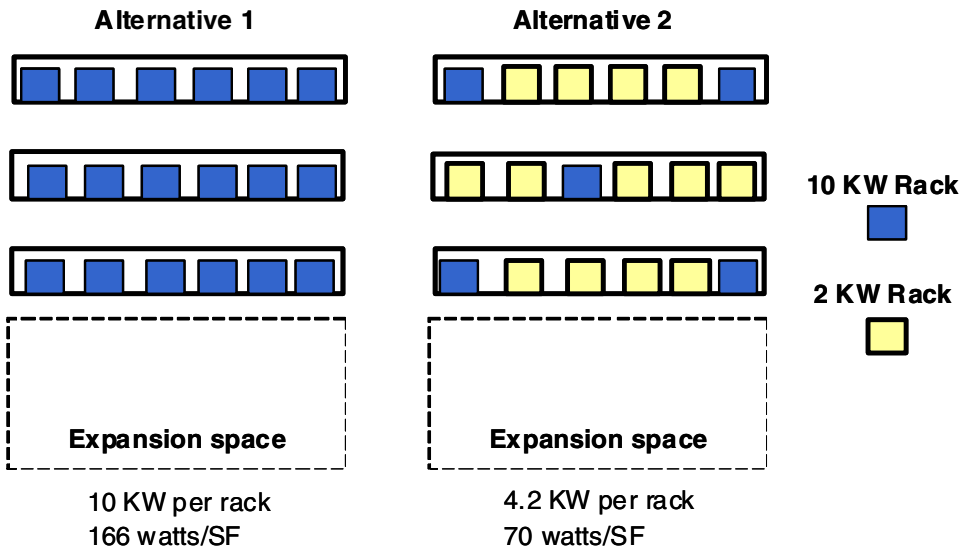 Alternative 1
Alternative 2
10 KW Rack
2 KW Rack
Expansion space
Expansion space
10 KW per rack
166 watts/SF
4.2 KW per rack
70 watts/SF